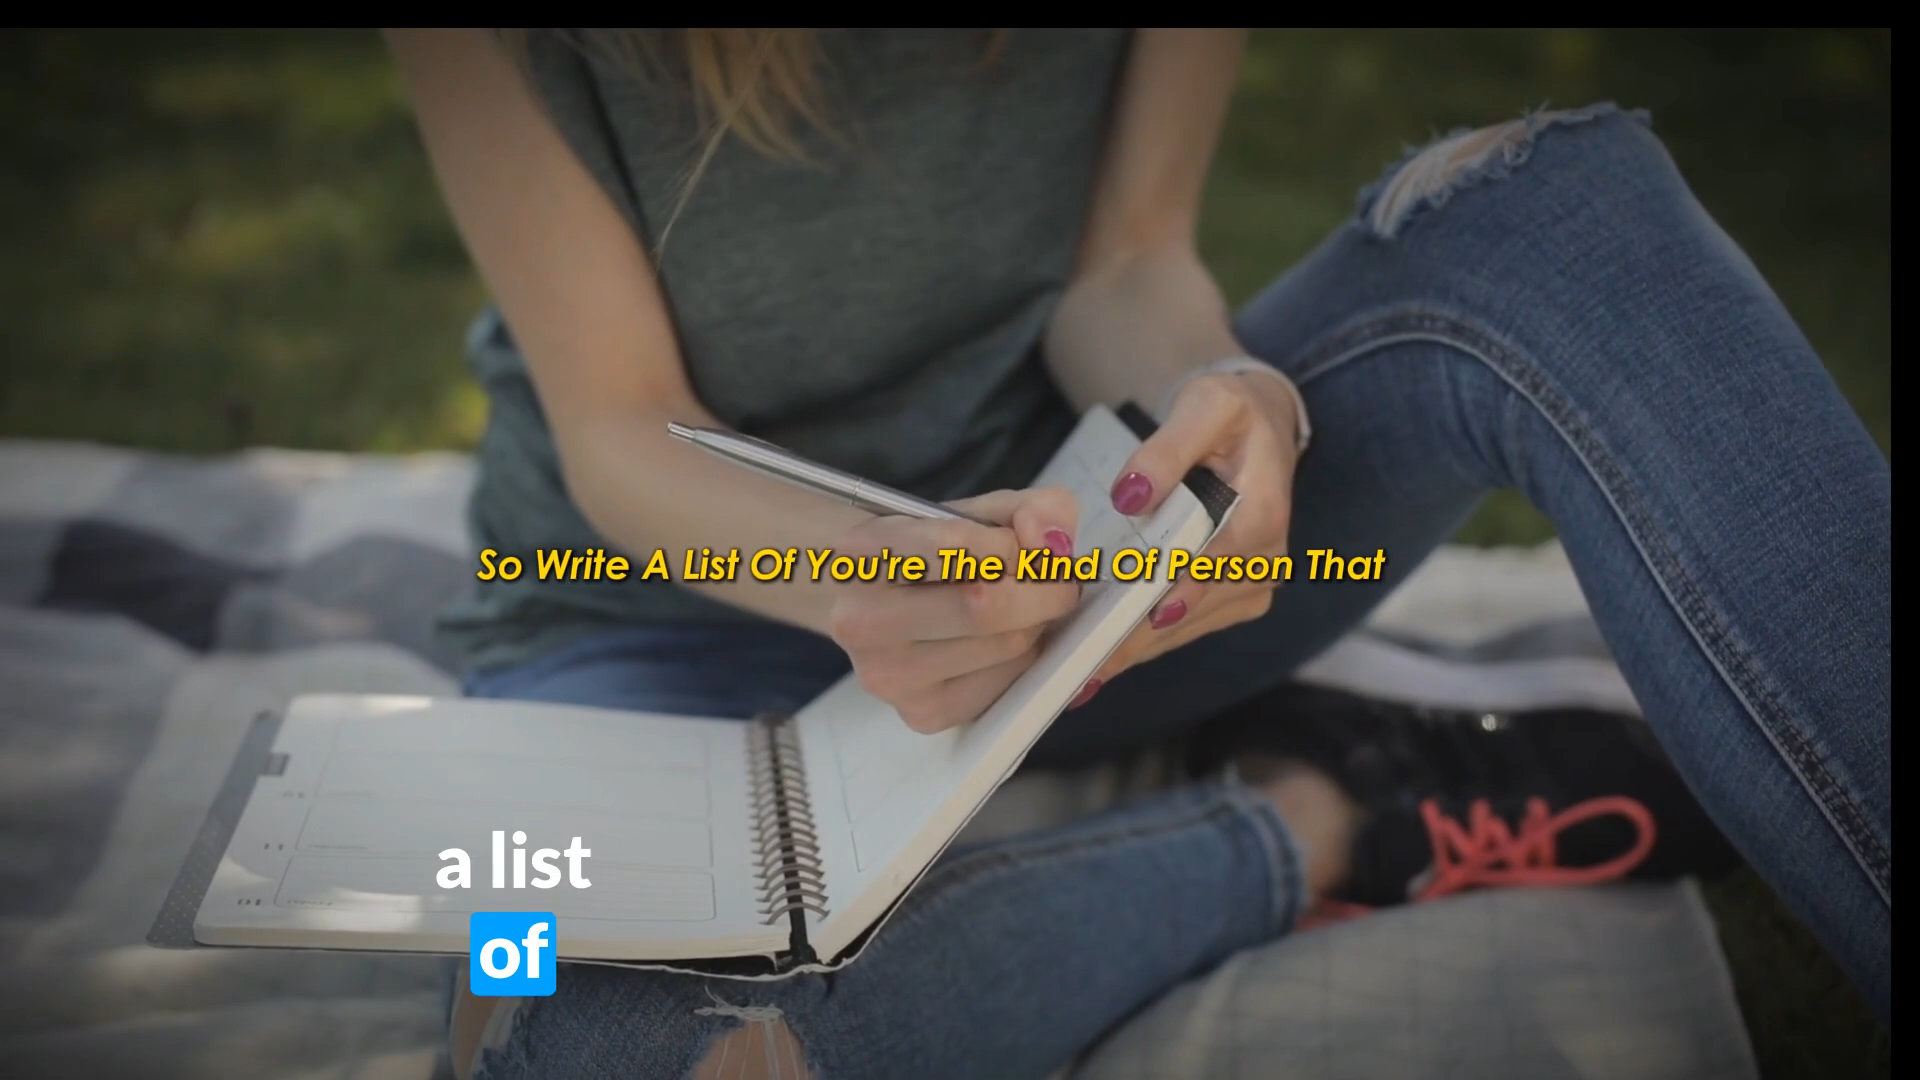 So Write A List Of You're The Kind Of Person That
a list
of